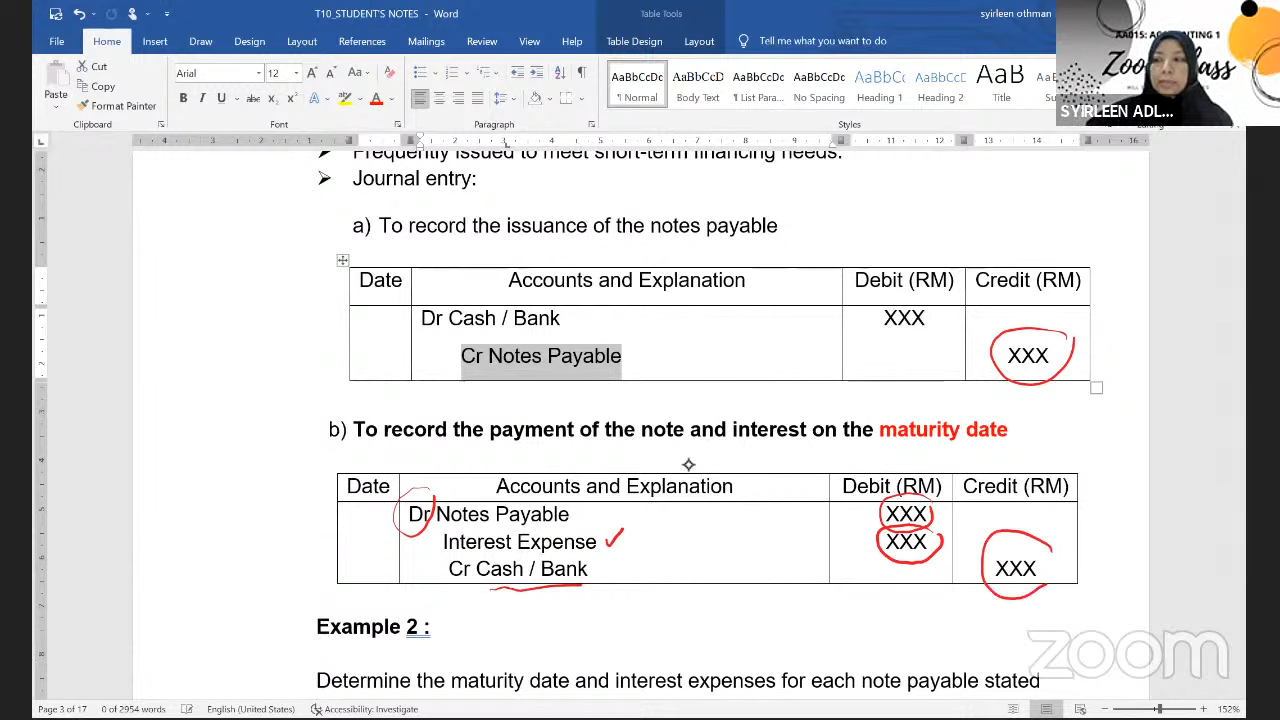 T10_STUDENT'S NOTES - Word
Table Tools
syirleen othman
File Home Insert Draw Design Layout References Mailings Review View Help Table Design Layout Tell me what you want to do
AA015: ACCOUNTING 1
Cut
Copy
Format Painter
Paste
Arial 12
AaBbCcDc AaBbCcDc AaBbCcDc AaBbCcDc AaBbCcDc AaBbCcDc AaB
¶ Normal Body Text ¶ List Para... No Spacing Heading 1 Heading 2 Title
SYIRLEEN ADL...
Clipboard Font Paragraph Styles
Frequently issued to meet short-term financing needs.
Journal entry:
a) To record the issuance of the notes payable
Date Accounts and Explanation Debit (RM) Credit (RM)
Dr Cash / Bank XXX
Cr Notes Payable XXX
b) To record the payment of the note and interest on the maturity date
Date Accounts and Explanation Debit (RM) Credit (RM)
Dr Notes Payable XXX
Interest Expense XXX
Cr Cash / Bank XXX
Example 2 :
Determine the maturity date and interest expenses for each note payable stated
zoom
Page 3 of 17 0 of 2954 words English (United States) Accessibility: Investigate 152%